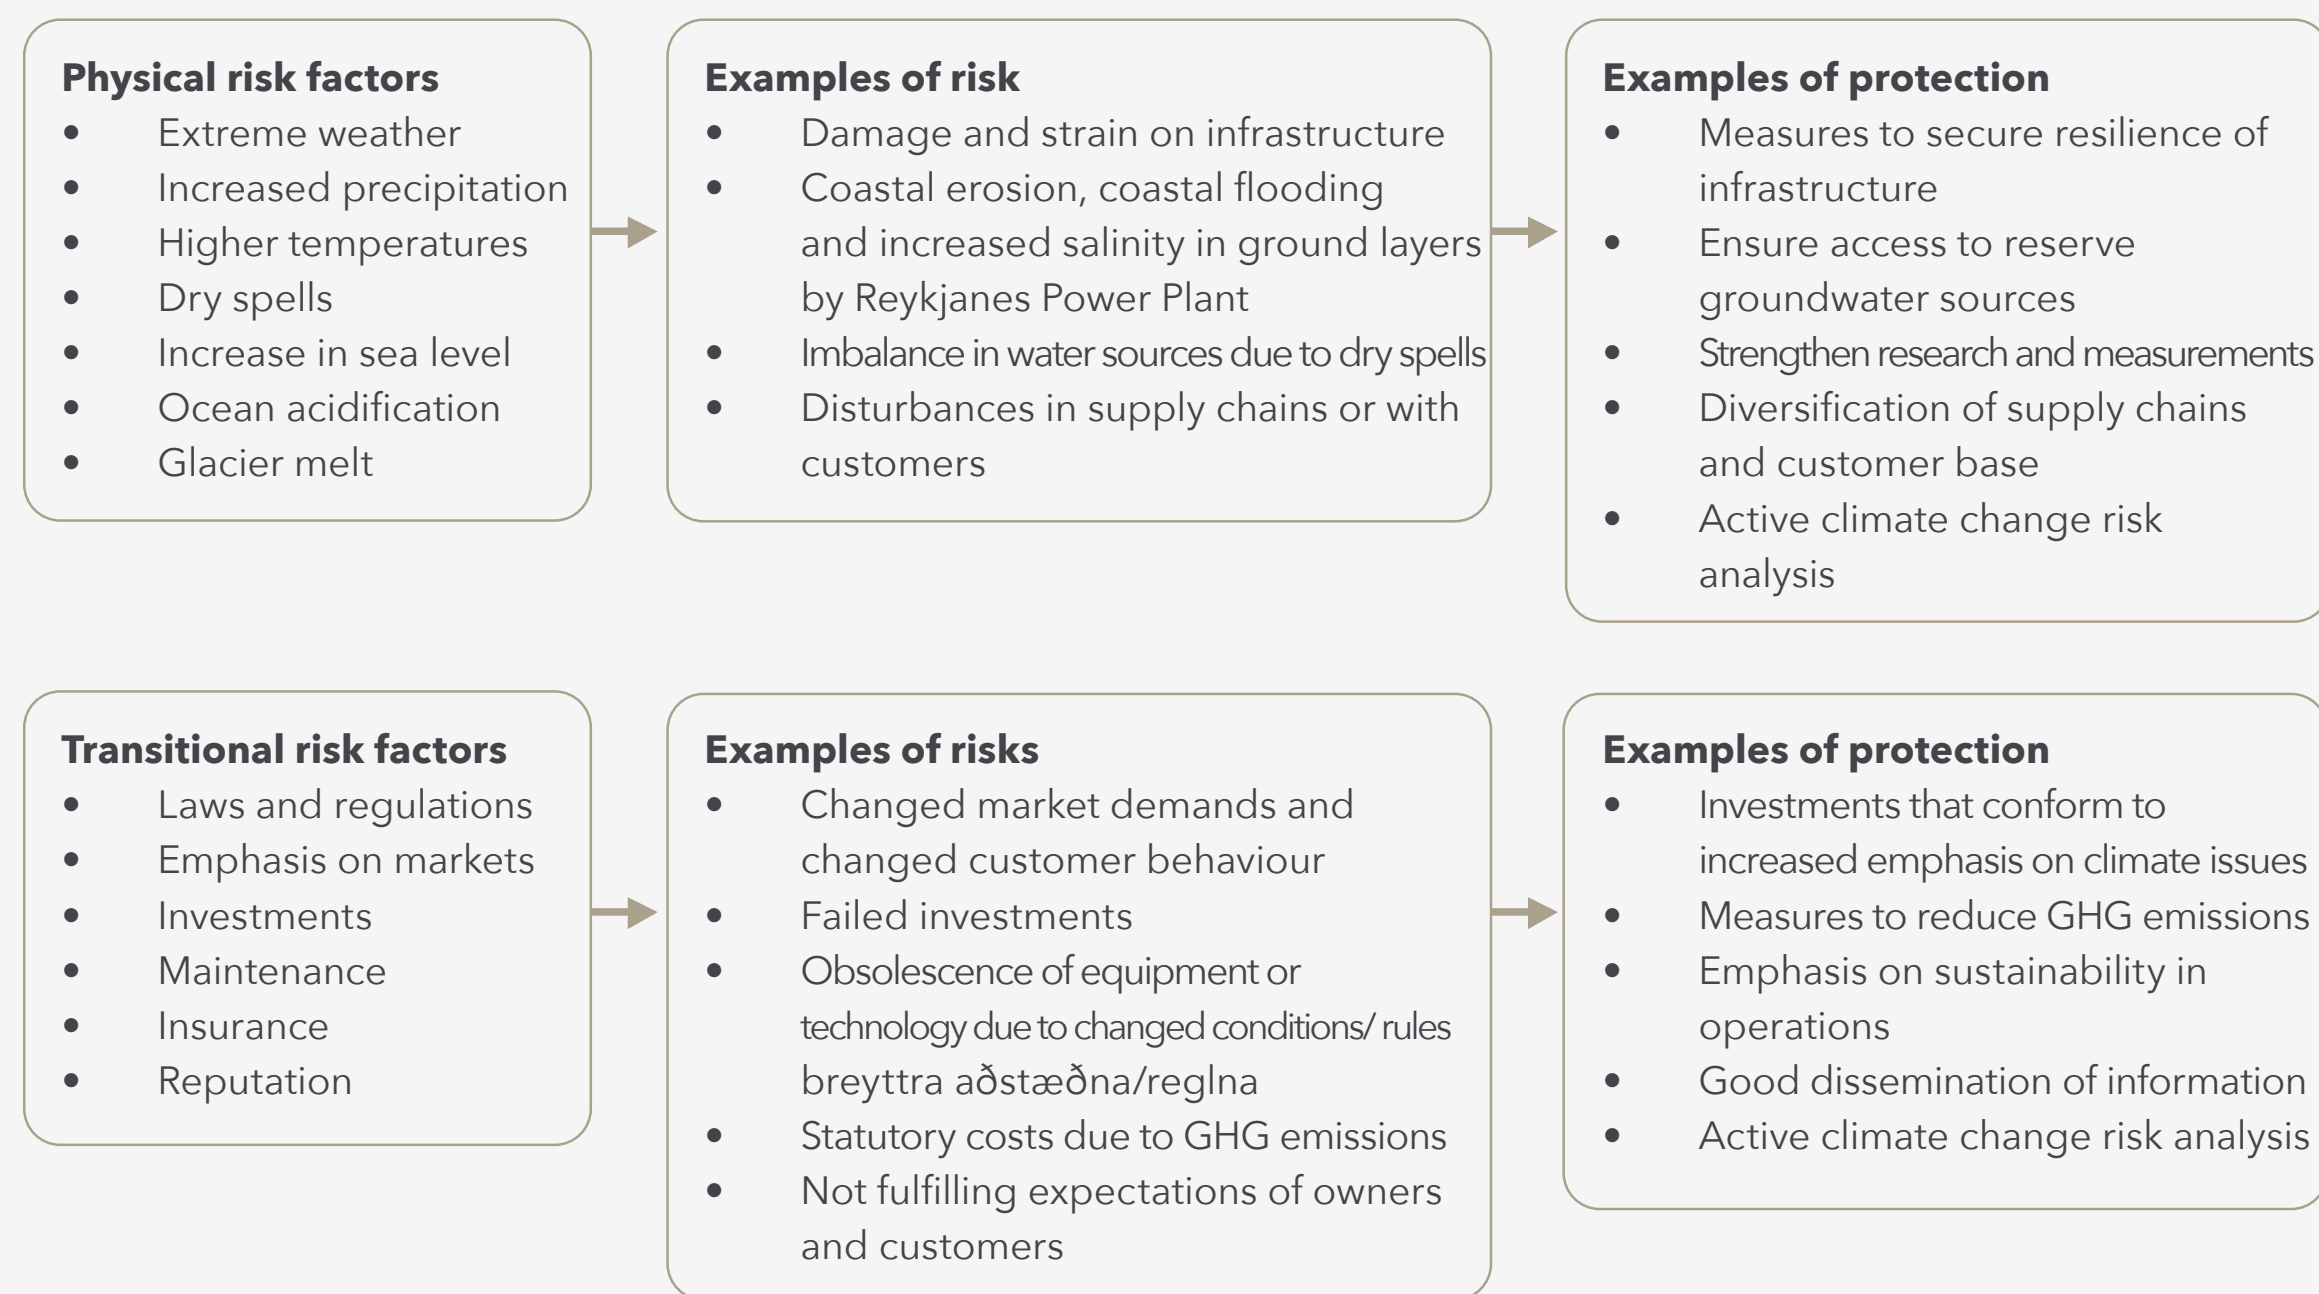 Physical risk factors
• Extreme weather
• Increased precipitation
• Higher temperatures
• Dry spells
• Increase in sea level
• Ocean acidification
• Glacier melt
Examples of risk
• Damage and strain on infrastructure
• Coastal erosion, coastal flooding
and increased salinity in ground layers
by Reykjanes Power Plant
• Imbalance in water sources due to dry spells
• Disturbances in supply chains or with
customers
Examples of protection
• Measures to secure resilience of
infrastructure
• Ensure access to reserve
groundwater sources
• Strengthen research and measurements
• Diversification of supply chains
and customer base
• Active climate change risk
analysis
Transitional risk factors
• Laws and regulations
• Emphasis on markets
• Investments
• Maintenance
• Insurance
• Reputation
Examples of risks
• Changed market demands and
changed customer behaviour
• Failed investments
• Obsolescence of equipment or
technology due to changed conditions/ rules
breyttra aðstæðna/reglna
• Statutory costs due to GHG emissions
• Not fulfilling expectations of owners
and customers
Examples of protection
• Investments that conform to
increased emphasis on climate issues
• Measures to reduce GHG emissions
• Emphasis on sustainability in
operations
• Good dissemination of information
• Active climate change risk analysis